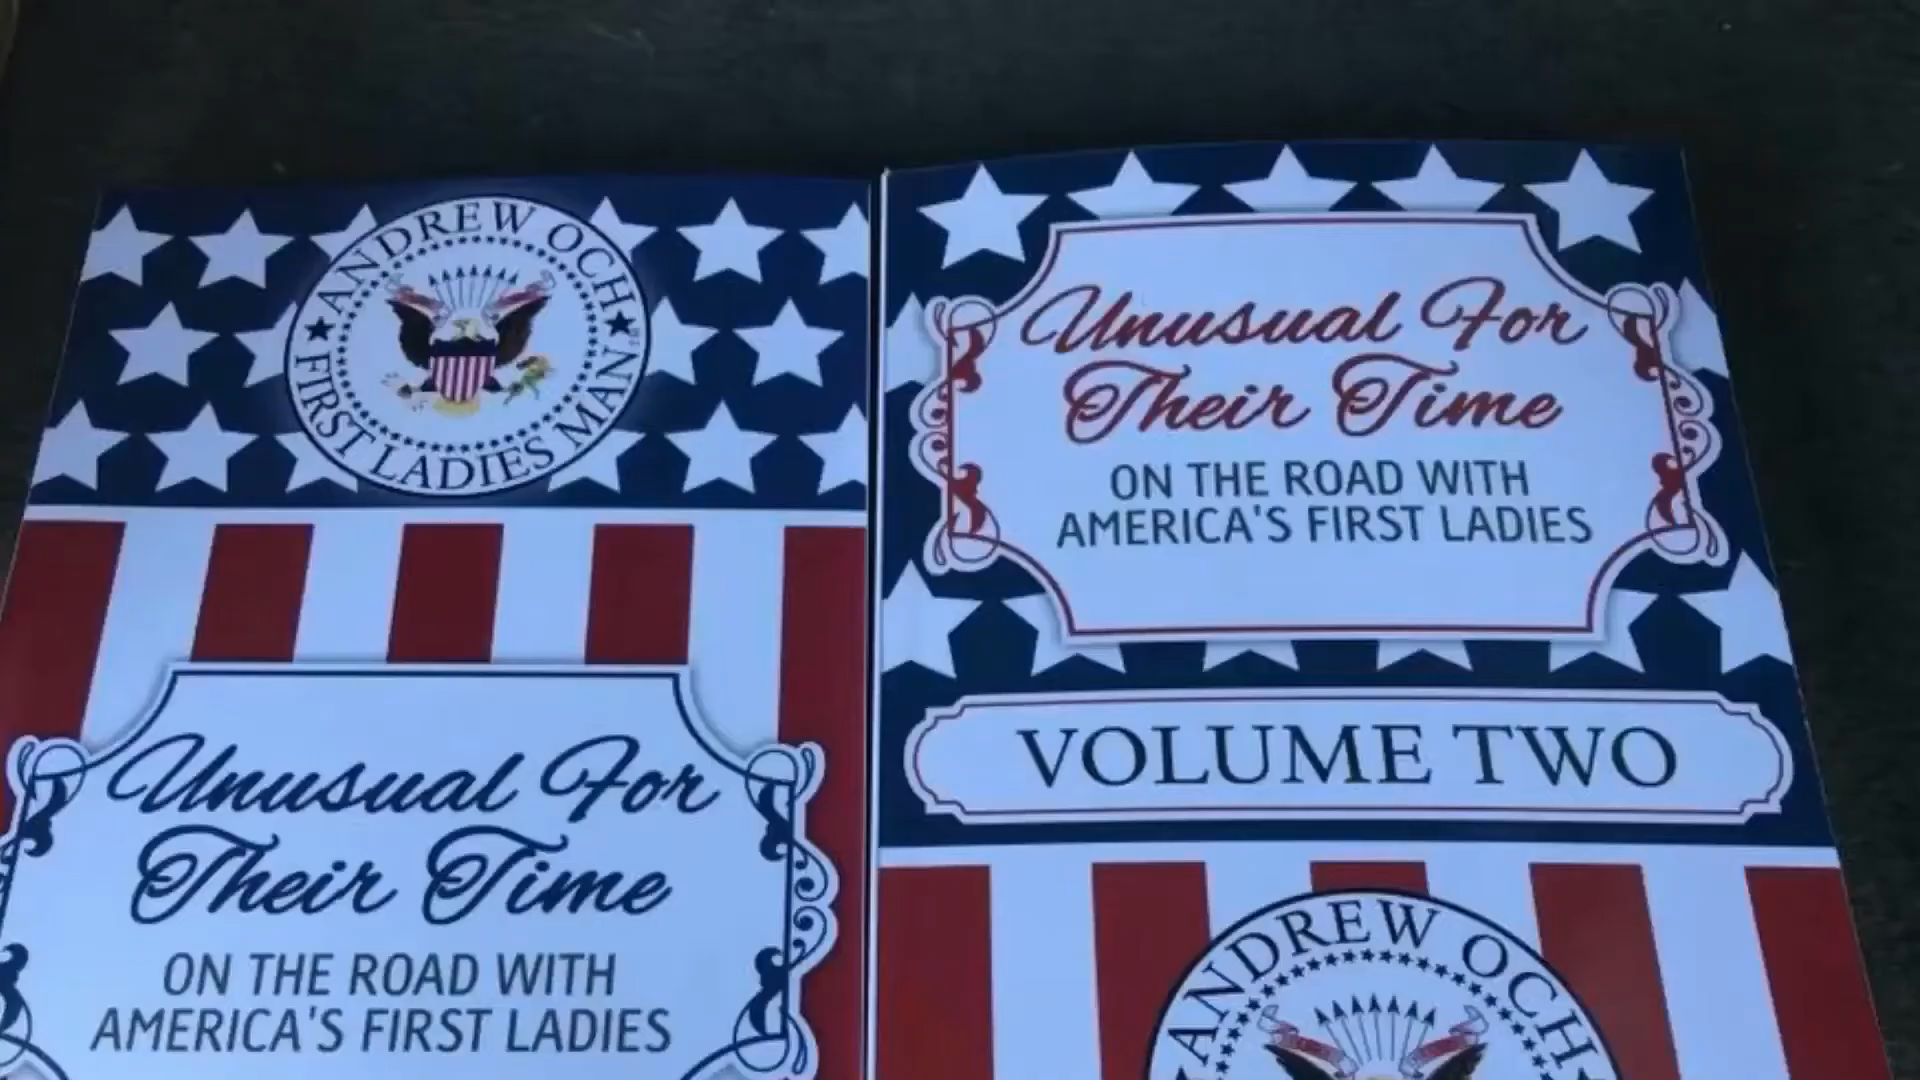 ANDREW OCH
FIRST LADIES MAN
Unusual For
Their Time
ON THE ROAD WITH
AMERICA'S FIRST LADIES
Unusual For
Their Time
ON THE ROAD WITH
AMERICA'S FIRST LADIES
VOLUME TWO
ANDREW OCH